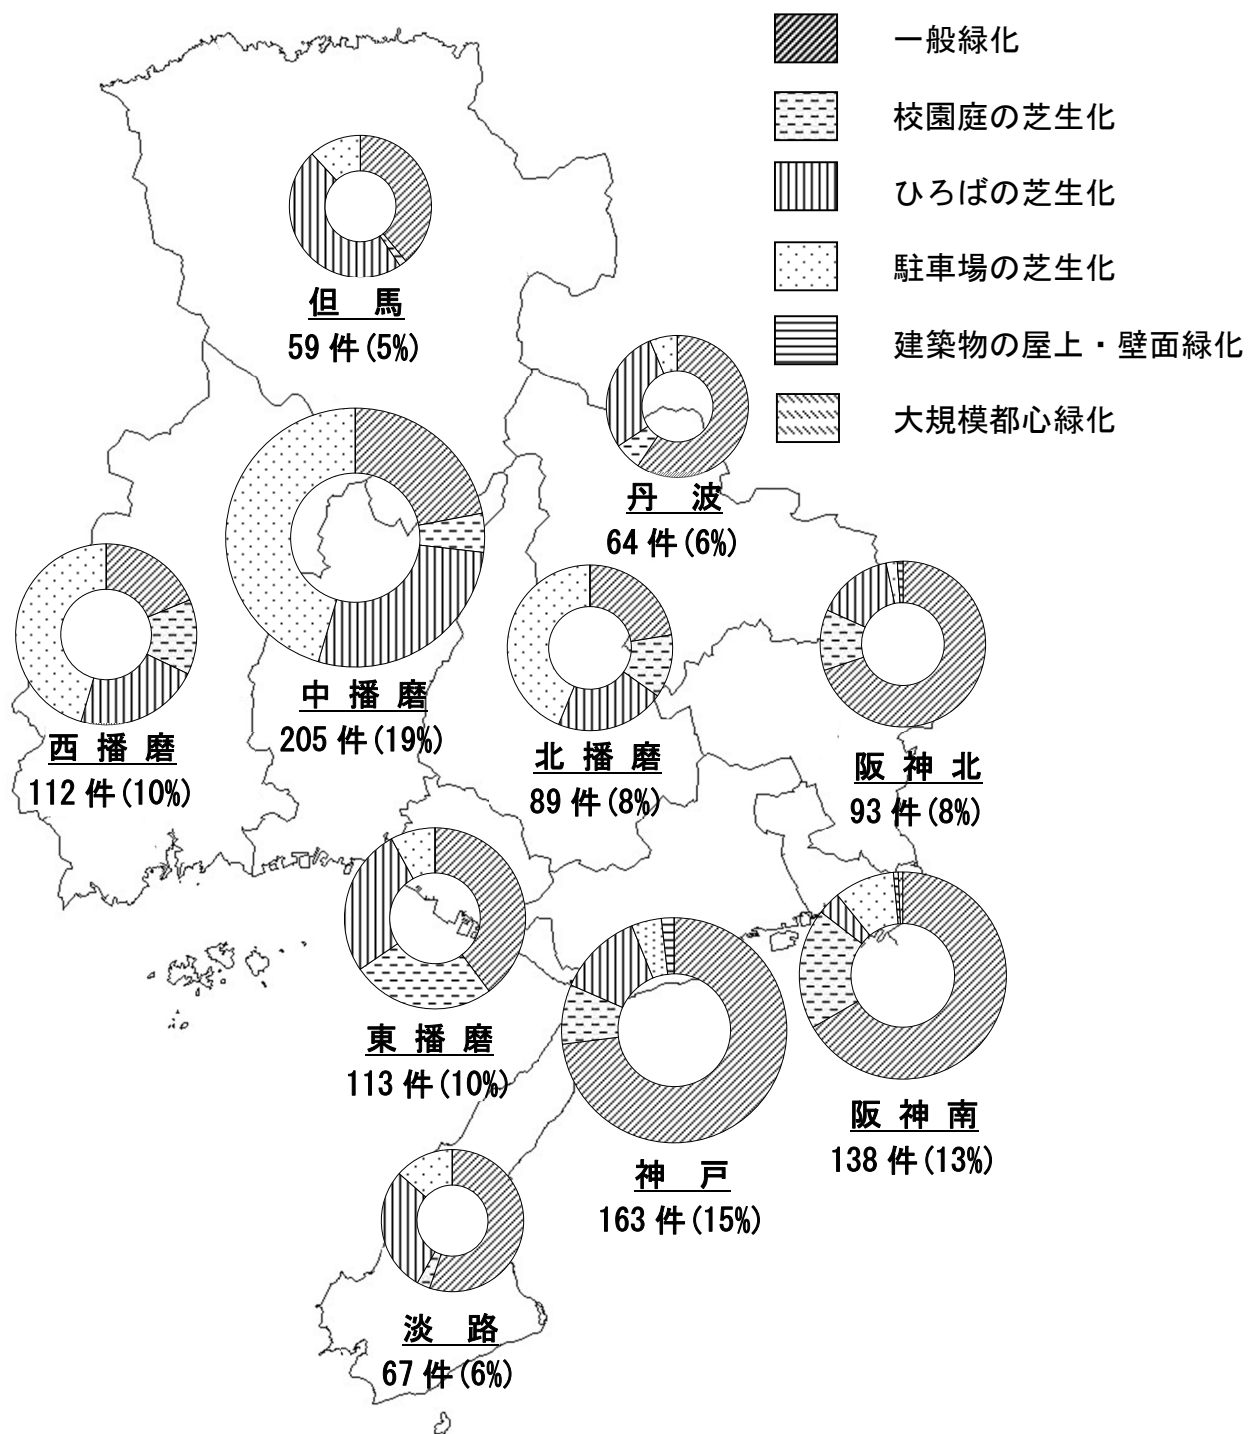 一般緑化
校園庭の芝生化
ひろばの芝生化
駐車場の芝生化
建築物の屋上・壁面緑化
大規模都心緑化
但 馬
59 件(5%)
丹 波
64 件(6%)
中 播 磨
205 件(19%)
西 播 磨
112 件(10%)
北 播 磨
89 件(8%)
阪 神 北
93 件(8%)
東 播 磨
113 件(10%)
神 戸
163 件(15%)
阪 神 南
138 件(13%)
淡 路
67 件(6%)